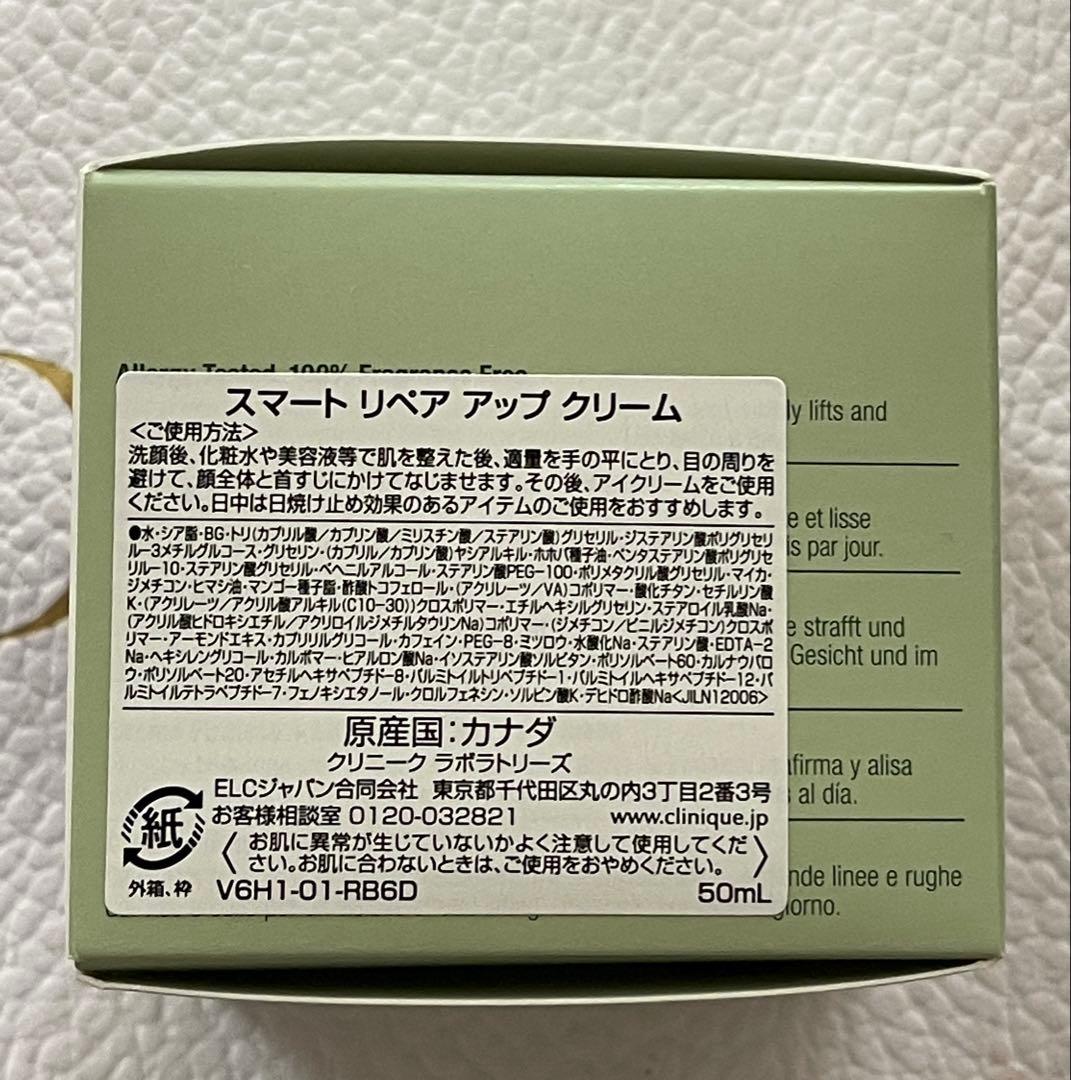 Allergy Tested. 100% Fragrance Free.
ly lifts and
e et lisse
is par jour.
e strafft und
Gesicht und im
afirma y alisa
s al día.
nde linee e rughe
giorno.
スマート リペア アップ クリーム
＜ご使用方法＞
洗顔後、化粧水や美容液等で肌を整えた後、適量を手の平にとり、目の周りを
避けて、顔全体と首すじにかけてなじませます。その後、アイクリームをご使用
ください。日中は日焼け止め効果のあるアイテムのご使用をおすすめします。
●水・シア脂・BG・トリ(カプリル酸／カプリン酸／ミリスチン酸／ステアリン酸)グリセリル・ジステアリン酸ポリグリセリ
ル－3メチルグルコース・グリセリン・(カプリル／カプリン酸)ヤシアルキル・ホホバ種子油・ペンタステアリン酸ポリグリセ
リル－10・ステアリン酸グリセリル・ベヘニルアルコール・ステアリン酸PEG－100・ポリメタクリル酸グリセリル・マイカ・
ジメチコン・ヒマシ油・マンゴー種子脂・酢酸トコフェロール・(アクリレーツ／VA)コポリマー・酸化チタン・セチルリン酸
K・(アクリレーツ／アクリル酸アルキル(C10－30))クロスポリマー・エチルヘキシルグリセリン・ステアロイル乳酸Na・
(アクリル酸ヒドロキシエチル／アクリロイルジメチルタウリンNa)コポリマー・(ジメチコン／ビニルジメチコン)クロスポ
リマー・アーモンドエキス・カプリリルグリコール・カフェイン・PEG－8・ミツロウ・水酸化Na・ステアリン酸・EDTA－2
Na・ヘキシレングリコール・カルボマー・ヒアルロン酸Na・イソステアリン酸ソルビタン・ポリソルベート60・カルナウバロ
ウ・ポリソルベート20・アセチルヘキサペプチド－8・パルミトイルトリペプチド－1・パルミトイルヘキサペプチド－12・パ
ルミトイルテトラペプチド－7・フェノキシエタノール・クロルフェネシン・ソルビン酸K・デヒドロ酢酸Na<JILN12006>
原産国：カナダ
クリニーク ラボラトリーズ
ELCジャパン合同会社 東京都千代田区丸の内3丁目2番3号
お客様相談室 0120-032821 www.clinique.jp
紙
外箱、枠
〈お肌に異常が生じていないかよく注意して使用してくだ
さい。お肌に合わないときは、ご使用をおやめください。〉
V6H1-01-RB6D 50mL